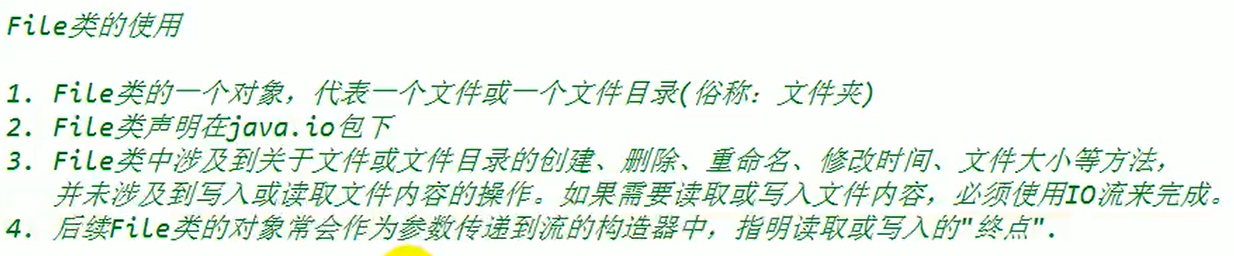 File类的使用
1. File类的一个对象，代表一个文件或一个文件目录(俗称：文件夹)
2. File类声明在java.io包下
3. File类中涉及到关于文件或文件目录的创建、删除、重命名、修改时间、文件大小等方法，
并未涉及到写入或读取文件内容的操作。如果需要读取或写入文件内容，必须使用IO流来完成。
4. 后续File类的对象常会作为参数传递到流的构造器中，指明读取或写入的"终点".